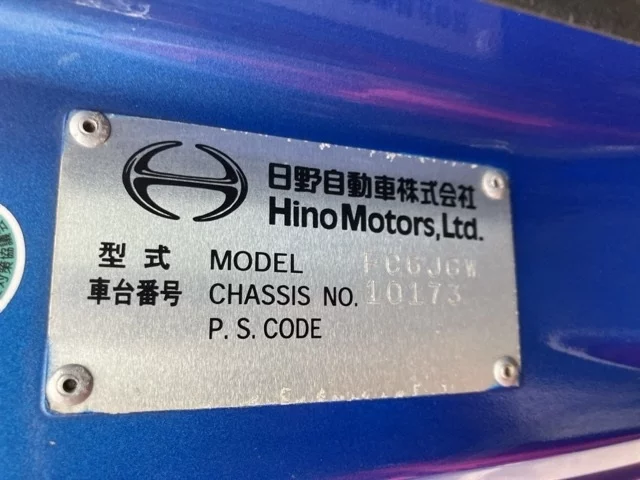 日野自動車株式会社
Hino Motors, Ltd.
型式 MODEL FC6JGW
車台番号 CHASSIS NO. 10173
P. S. CODE